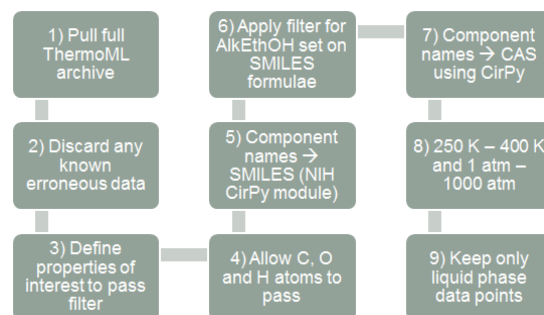 1) Pull full
ThermoML
archive
2) Discard any
known
erroneous data
3) Define
properties of
interest to pass
filter
4) Allow C, O
and H atoms to
pass
5) Component
names →
SMILES (NIH
CirPy module)
6) Apply filter for
AlkEthOH set on
SMILES
formulae
7) Component
names → CAS
using CirPy
8) 250 K – 400 K
and 1 atm –
1000 atm
9) Keep only
liquid phase
data points